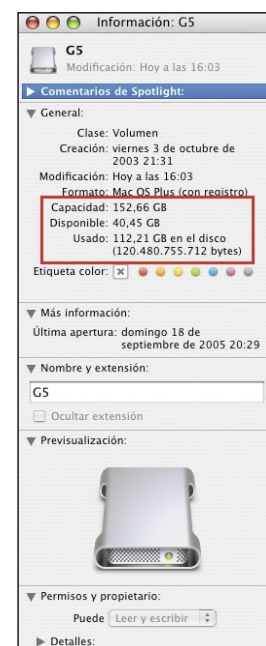 Información: G5
G5
Modificación: Hoy a las 16:03
Comentarios de Spotlight:
General:
Clase: Volumen
Creación: viernes 3 de octubre de
2003 21:31
Modificación: Hoy a las 16:03
Formato: Mac OS Plus (con registro)
Capacidad: 152,66 GB
Disponible: 40,45 GB
Usado: 112,21 GB en el disco
(120.480.755.712 bytes)
Etiqueta color:
Más información:
Última apertura: domingo 18 de
septiembre de 2005 20:29
Nombre y extensión:
G5
Ocultar extensión
Previsualización:
Permisos y propietario:
Puede Leer y escribir
Detalles: